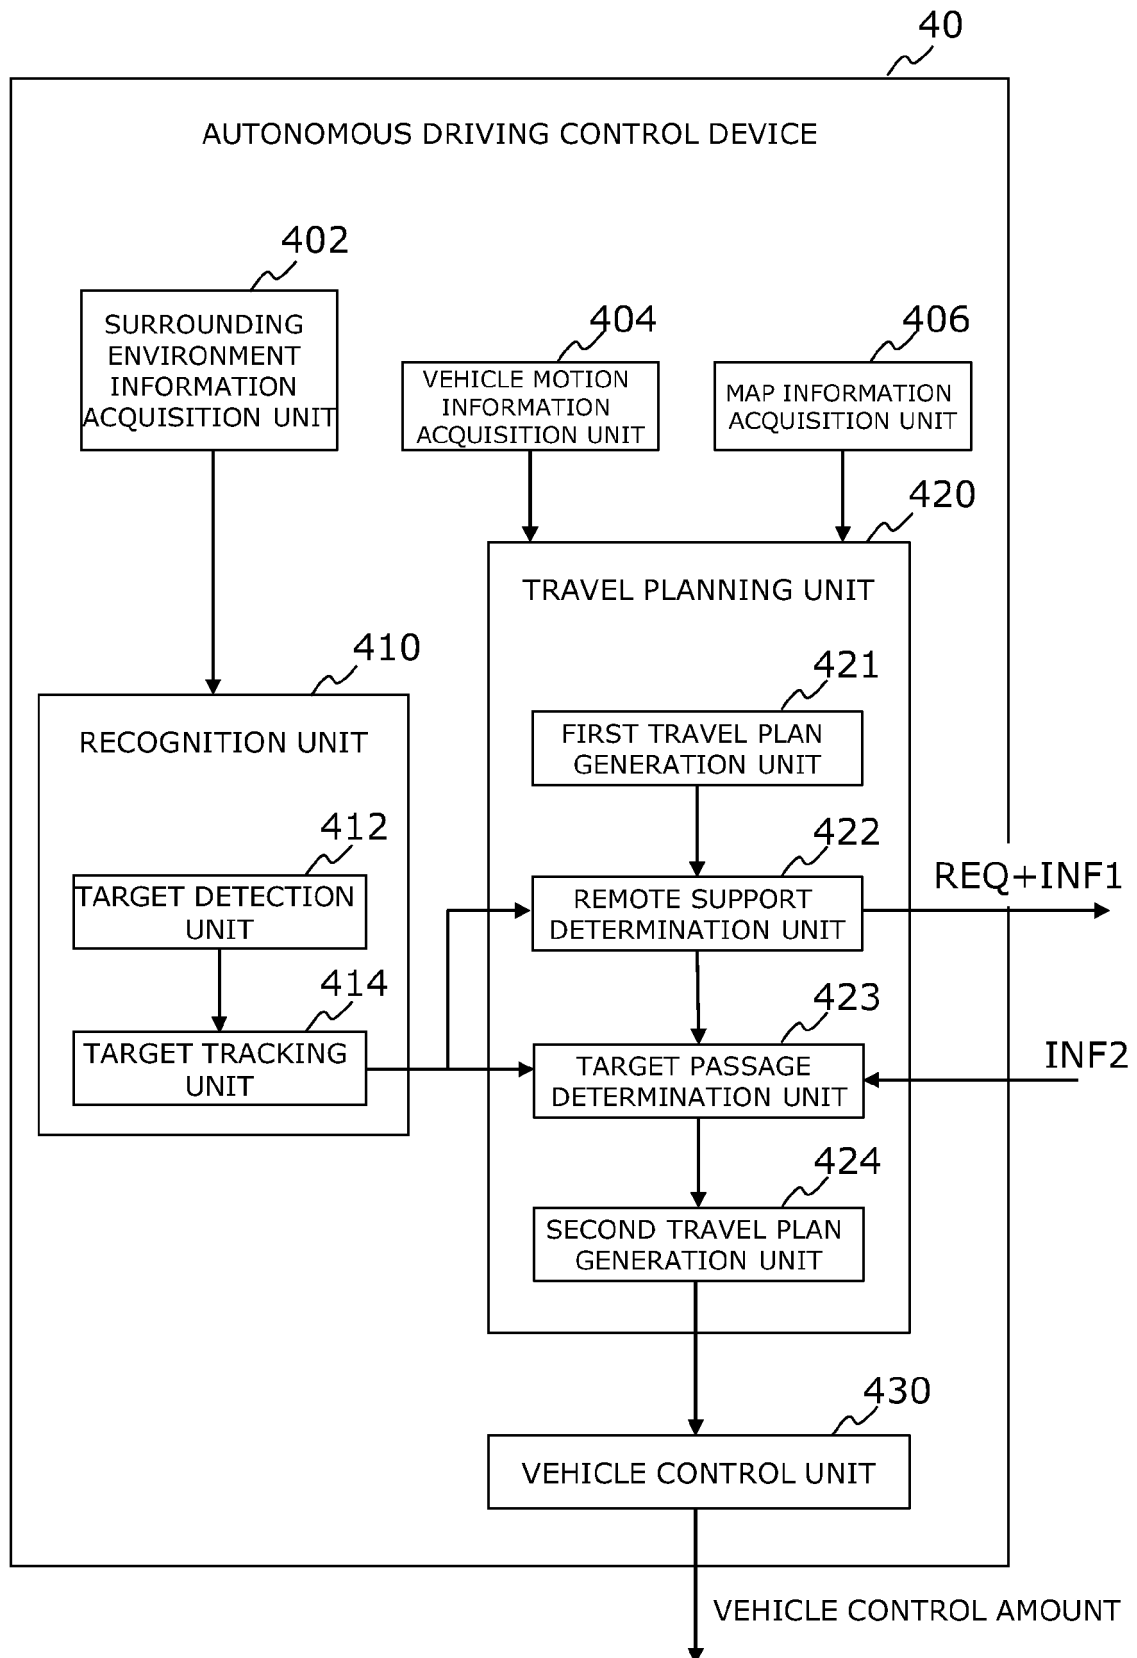 40
AUTONOMOUS DRIVING CONTROL DEVICE
402
SURROUNDING
ENVIRONMENT
INFORMATION
ACQUISITION UNIT
404
VEHICLE MOTION
INFORMATION
ACQUISITION UNIT
406
MAP INFORMATION
ACQUISITION UNIT
420
TRAVEL PLANNING UNIT
410
RECOGNITION UNIT
421
FIRST TRAVEL PLAN
GENERATION UNIT
412
TARGET DETECTION
UNIT
422
REMOTE SUPPORT
DETERMINATION UNIT
REQ+INF1
414
TARGET TRACKING
UNIT
423
TARGET PASSAGE
DETERMINATION UNIT
INF2
424
SECOND TRAVEL PLAN
GENERATION UNIT
430
VEHICLE CONTROL UNIT
VEHICLE CONTROL AMOUNT